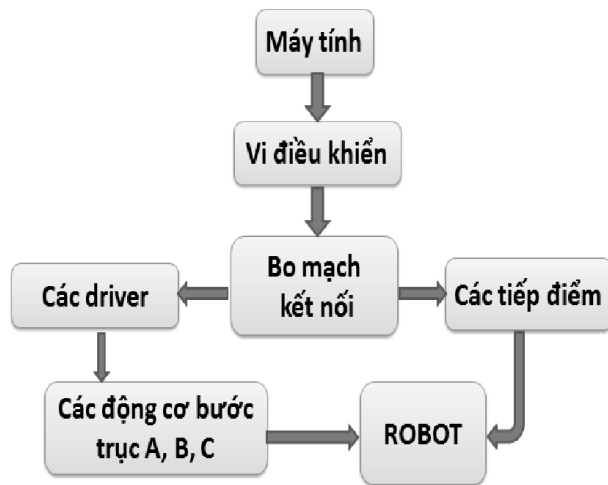 Máy tính
Vi điều khiển
Bo mạch
kết nối
Các driver
Các tiếp điểm
Các động cơ bước
trục A, B, C
ROBOT